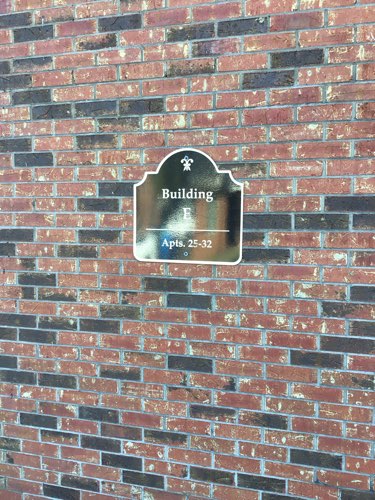 Building
E
Apts. 25-32